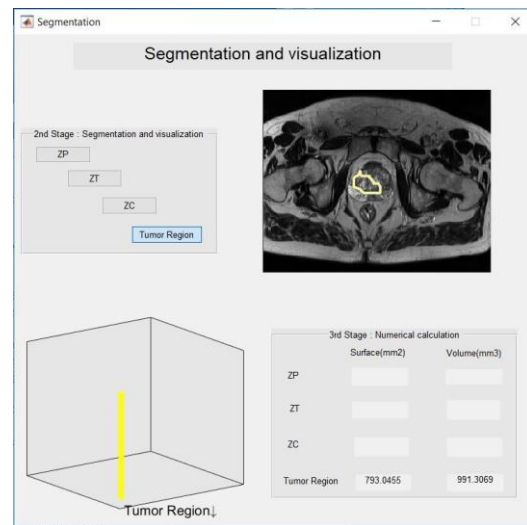 Segmentation
Segmentation and visualization
2nd Stage : Segmentation and visualization
ZP
ZT
ZC
Tumor Region
Tumor Region↓
3rd Stage : Numerical calculation
Surface(mm2) Volume(mm3)
ZP
ZT
ZC
Tumor Region 793.0455 991.3069